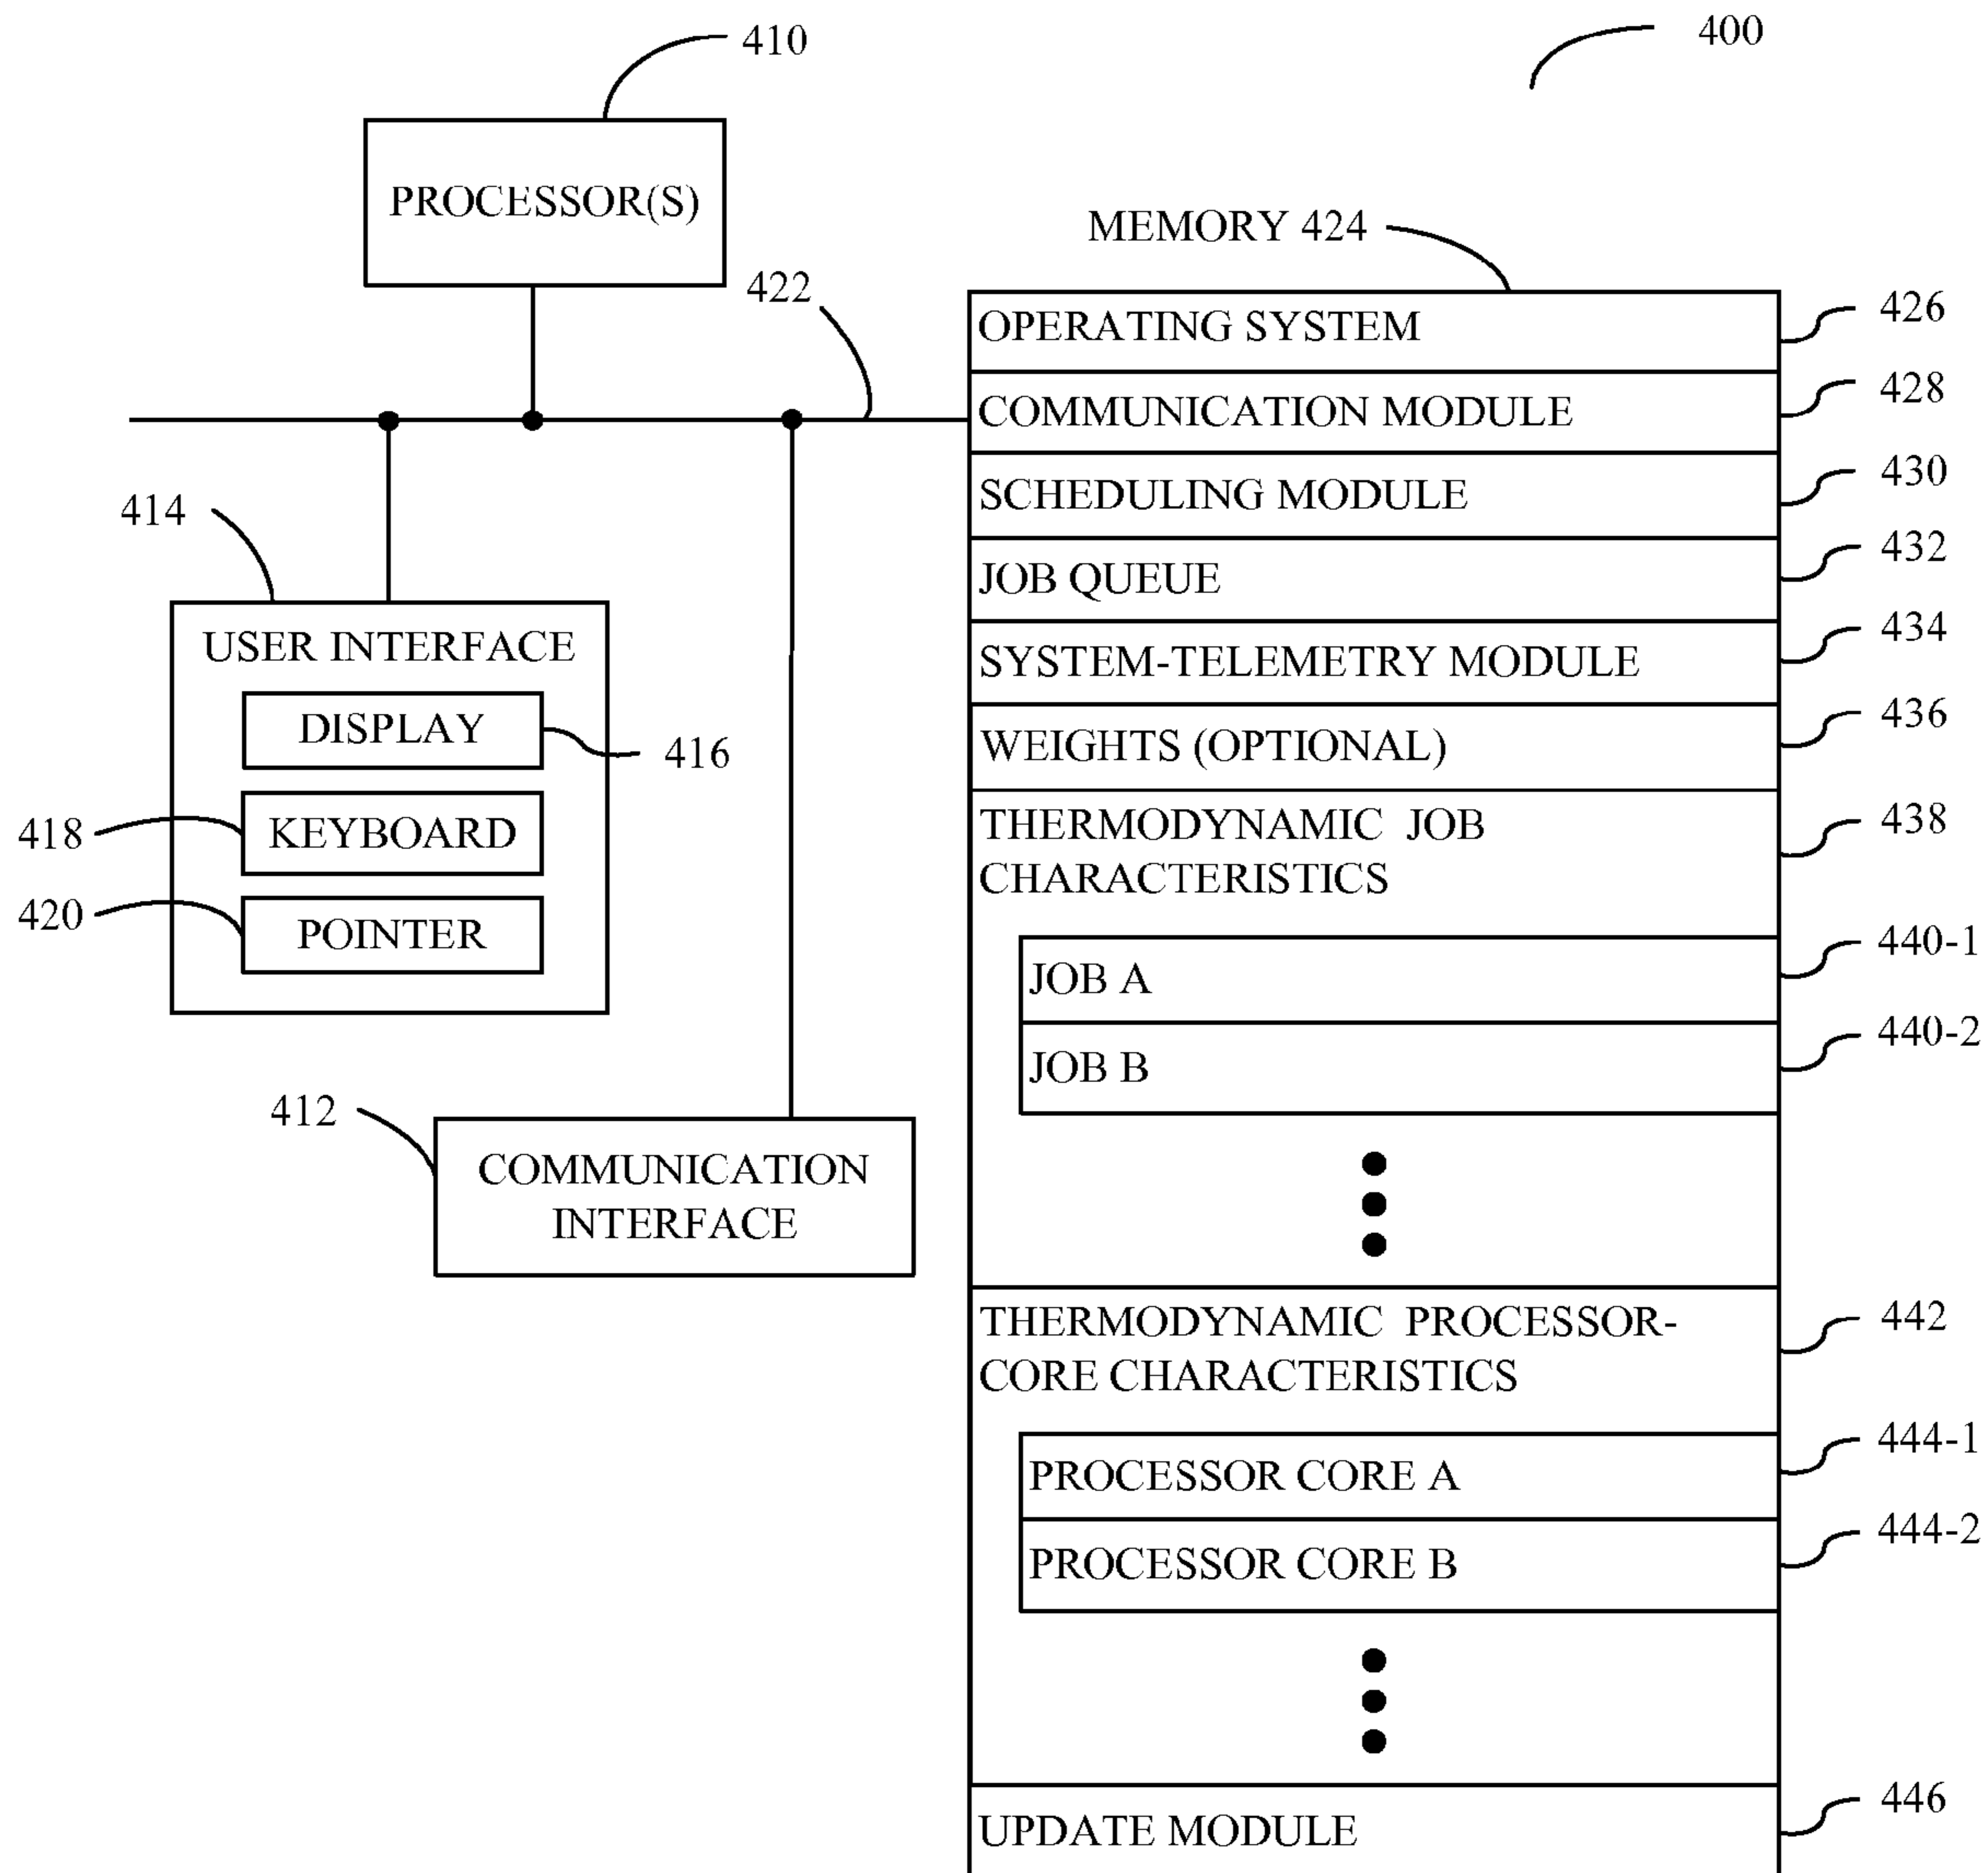 400
410
PROCESSOR(S)
422
414
USER INTERFACE
DISPLAY
416
418
KEYBOARD
420
POINTER
412
COMMUNICATION
INTERFACE
MEMORY 424
OPERATING SYSTEM
426
COMMUNICATION MODULE
428
SCHEDULING MODULE
430
JOB QUEUE
432
SYSTEM-TELEMETRY MODULE
434
WEIGHTS (OPTIONAL)
436
THERMODYNAMIC JOB
CHARACTERISTICS
438
JOB A
440-1
JOB B
440-2
THERMODYNAMIC PROCESSOR-
CORE CHARACTERISTICS
442
PROCESSOR CORE A
444-1
PROCESSOR CORE B
444-2
UPDATE MODULE
446